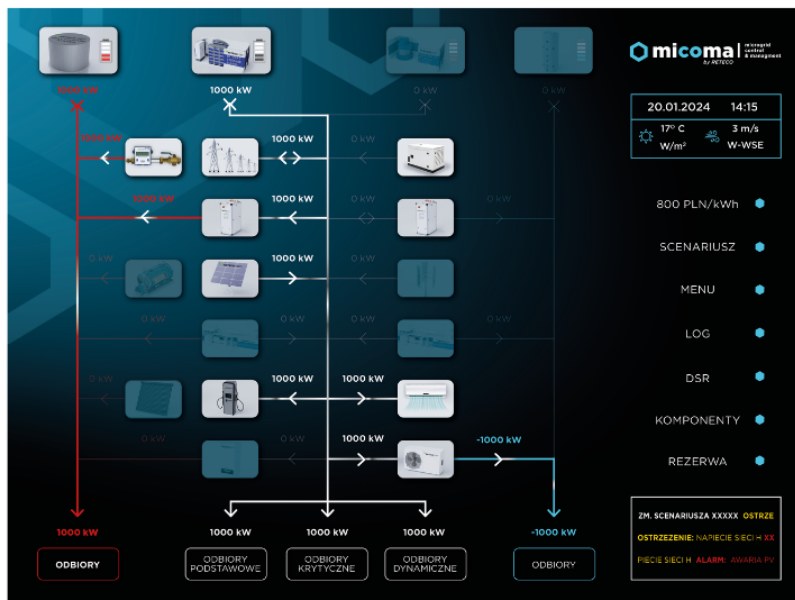 micoma
microgrid
control
& managment
by RETECO
1000 kW
1000 kW
0 kW
0 kW
20.01.2024 14:15
17° C
3 m/s
W/m²
W-WSE
1000 kW
1000 kW
0 kW
1000 kW
1000 kW
0 kW
0 kW
800 PLN/kWh
SCENARIUSZ
0 kW
1000 kW
0 kW
MENU
0 kW
0 kW
0 kW
0 kW
LOG
0 kW
1000 kW
1000 kW
DSR
KOMPONENTY
0 kW
0 kW
1000 kW
-1000 kW
REZERWA
1000 kW
1000 kW
1000 kW
1000 kW
-1000 kW
ODBIORY
ODBIORY
PODSTAWOWE
ODBIORY
KRYTYCZNE
ODBIORY
DYNAMICZNE
ODBIORY
ZM. SCENARIUSZA XXXXX OSTRZE
OSTRZEZENIE: NAPIECIE SIECI H XX
PIECIE SIECI H ALARM: AWARIA PV